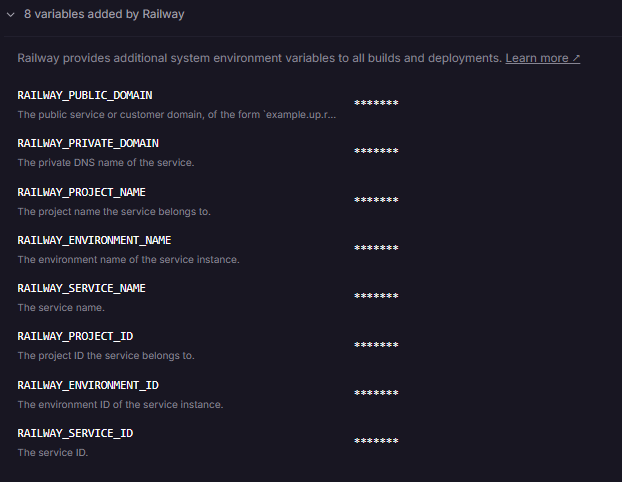 8 variables added by Railway
Railway provides additional system environment variables to all builds and deployments. Learn more ↗
RAILWAY_PUBLIC_DOMAIN
*******
The public service or customer domain, of the form `example.up.r...
RAILWAY_PRIVATE_DOMAIN
*******
The private DNS name of the service.
RAILWAY_PROJECT_NAME
*******
The project name the service belongs to.
RAILWAY_ENVIRONMENT_NAME
*******
The environment name of the service instance.
RAILWAY_SERVICE_NAME
*******
The service name.
RAILWAY_PROJECT_ID
*******
The project ID the service belongs to.
RAILWAY_ENVIRONMENT_ID
*******
The environment ID of the service instance.
RAILWAY_SERVICE_ID
*******
The service ID.